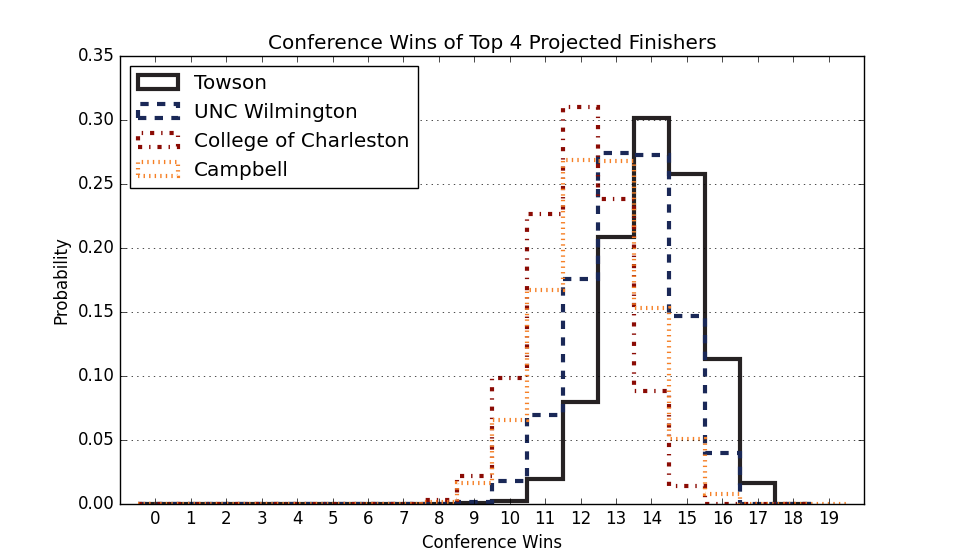 Conference Wins of Top 4 Projected Finishers
0.35
0.30
0.25
0.20
0.15
0.10
0.05
0.00
Probability
Towson
UNC Wilmington
College of Charleston
Campbell
0 1 2 3 4 5 6 7 8 9 10 11 12 13 14 15 16 17 18 19
Conference Wins